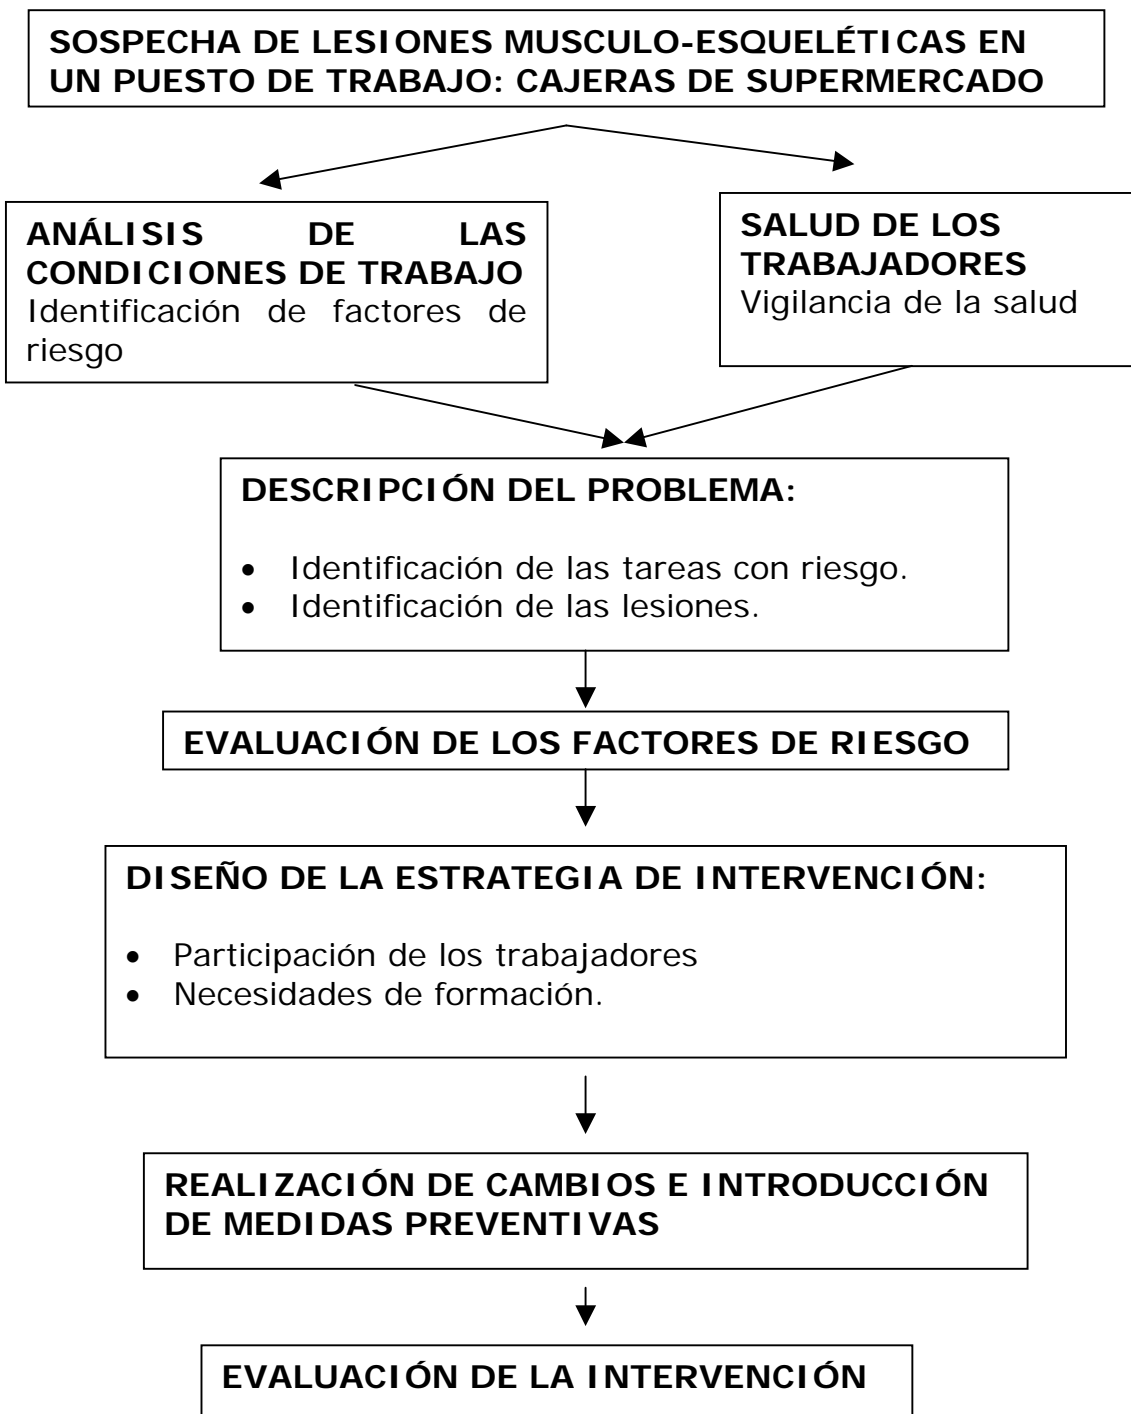 SOSPECHA DE LESIONES MUSCULO-ESQUELÉTICAS EN
UN PUESTO DE TRABAJO: CAJERAS DE SUPERMERCADO
ANÁLISIS DE LAS
CONDICIONES DE TRABAJO
Identificación de factores de
riesgo
SALUD DE LOS
TRABAJADORES
Vigilancia de la salud
DESCRIPCIÓN DEL PROBLEMA:
• Identificación de las tareas con riesgo.
• Identificación de las lesiones.
EVALUACIÓN DE LOS FACTORES DE RIESGO
DISEÑO DE LA ESTRATEGIA DE INTERVENCIÓN:
• Participación de los trabajadores
• Necesidades de formación.
REALIZACIÓN DE CAMBIOS E INTRODUCCIÓN
DE MEDIDAS PREVENTIVAS
EVALUACIÓN DE LA INTERVENCIÓN